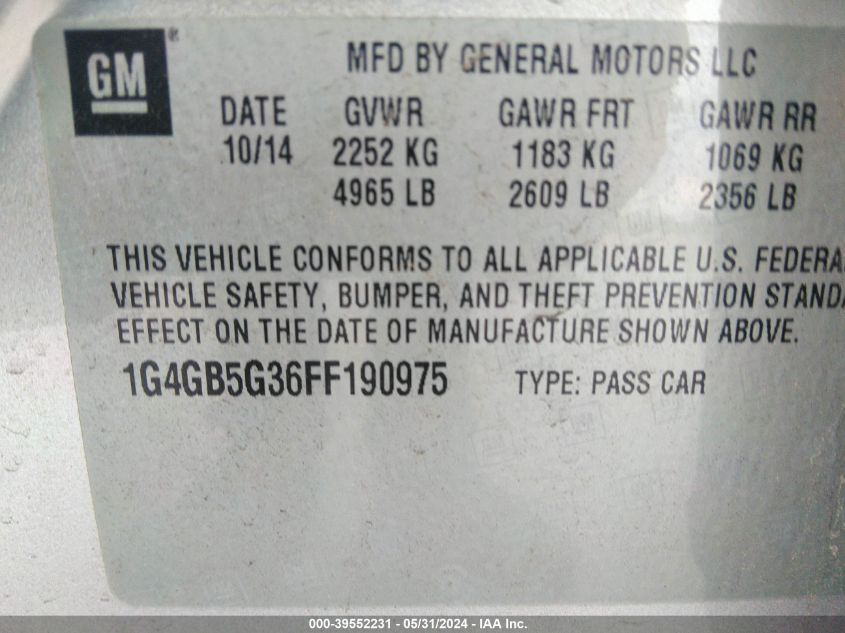 GM®
MFD BY GENERAL MOTORS LLC
DATE GVWR GAWR FRT GAWR RR
10/14 2252 KG 1183 KG 1069 KG
4965 LB 2609 LB 2356 LB
THIS VEHICLE CONFORMS TO ALL APPLICABLE U.S. FEDERA
VEHICLE SAFETY, BUMPER, AND THEFT PREVENTION STANDA
EFFECT ON THE DATE OF MANUFACTURE SHOWN ABOVE.
1G4GB5G36FF190975 TYPE: PASS CAR
000-39552231 - 05/31/2024 - IAA Inc.